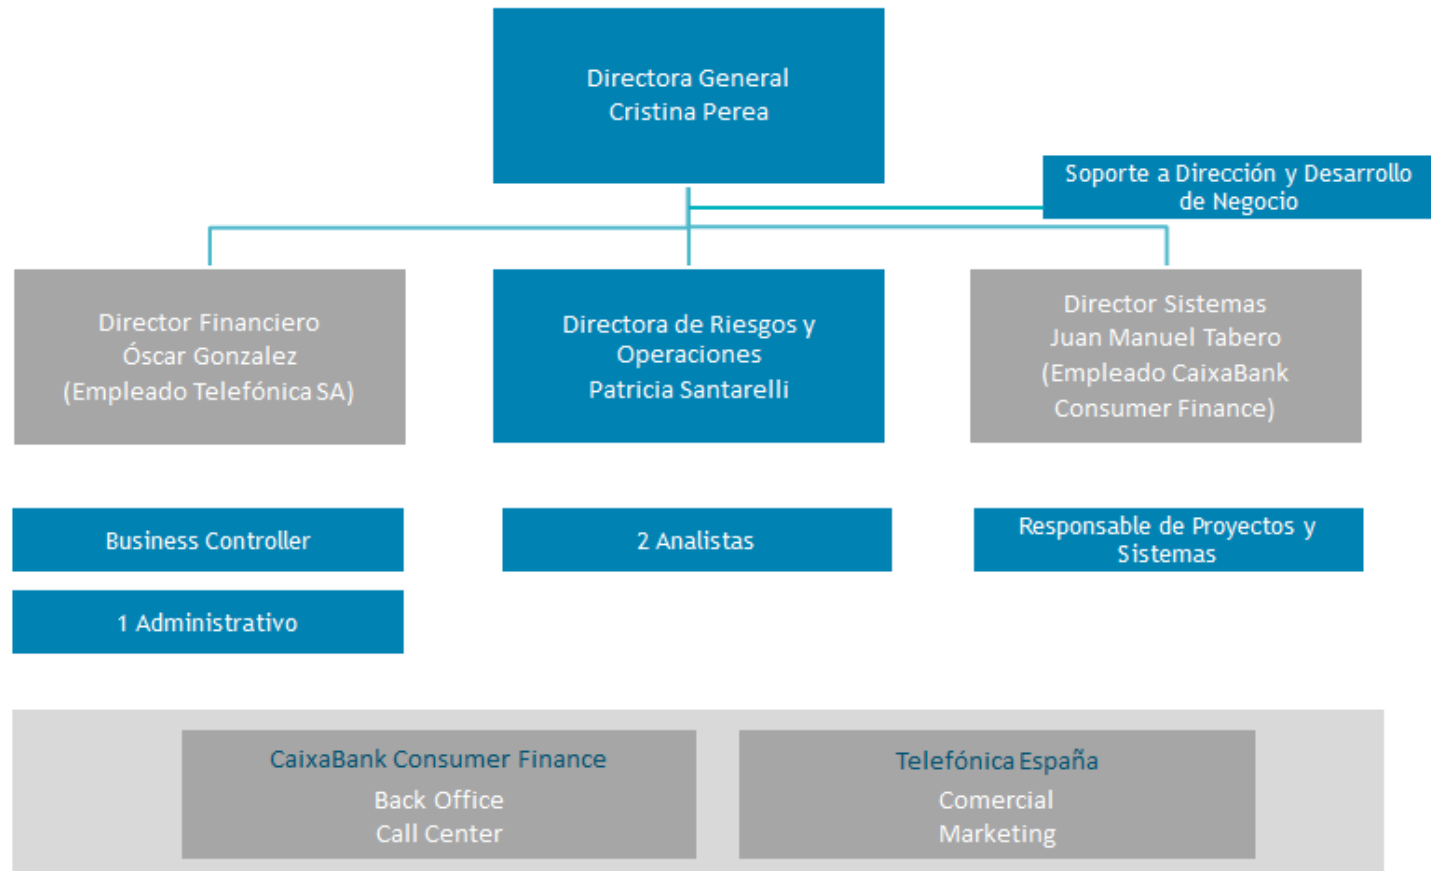 Directora General
Cristina Perea
Soporte a Dirección y Desarrollo
de Negocio
Director Financiero
Óscar Gonzalez
(Empleado Telefónica SA)
Directora de Riesgos y
Operaciones
Patricia Santarelli
Director Sistemas
Juan Manuel Tabero
(Empleado CaixaBank
Consumer Finance)
Business Controller
2 Analistas
Responsable de Proyectos y
Sistemas
1 Administrativo
CaixaBank Consumer Finance
Back Office
Call Center
Telefónica España
Comercial
Marketing